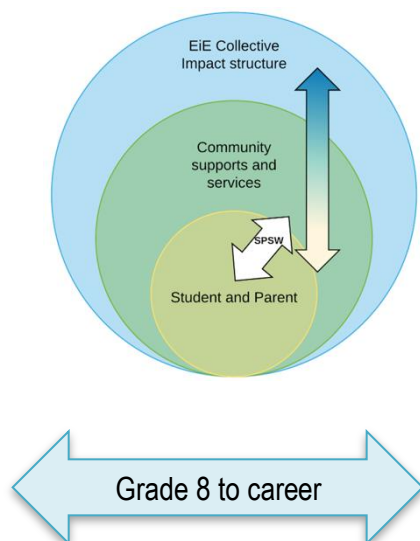 EiE Collective
Impact structure
Community
supports and
services
SPSW
Student and Parent
Grade 8 to career